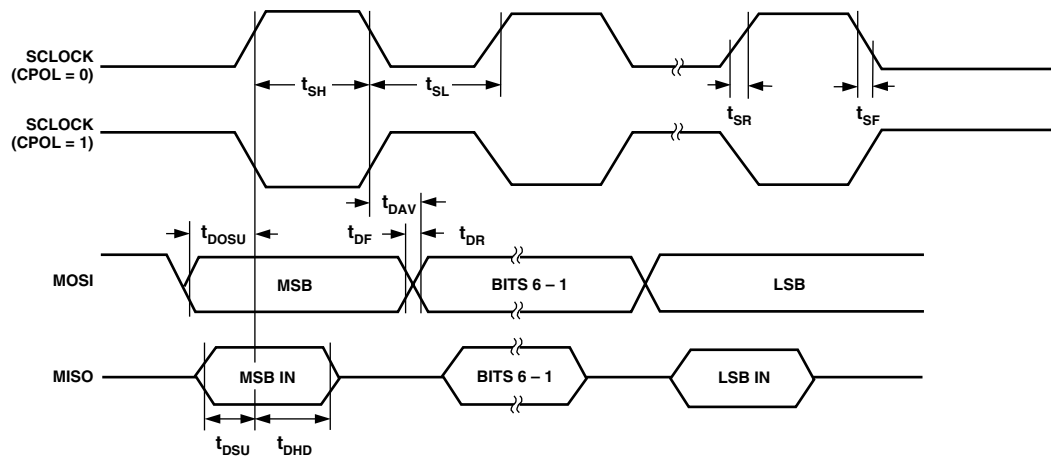 SCLOCK
(CPOL = 0)
tSH
tSL
tSR
tSF
SCLOCK
(CPOL = 1)
tDAV
tDOSU
tDF
tDR
MOSI
MSB
BITS 6 – 1
LSB
MISO
MSB IN
BITS 6 – 1
LSB IN
tDSU
tDHD